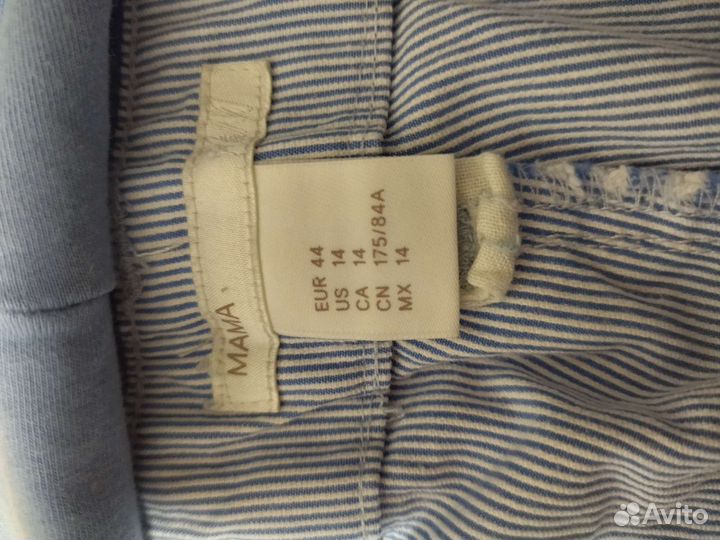 MAMA
EUR 44
US 14
CA 14
CN 175/84A
MX 14
Avito